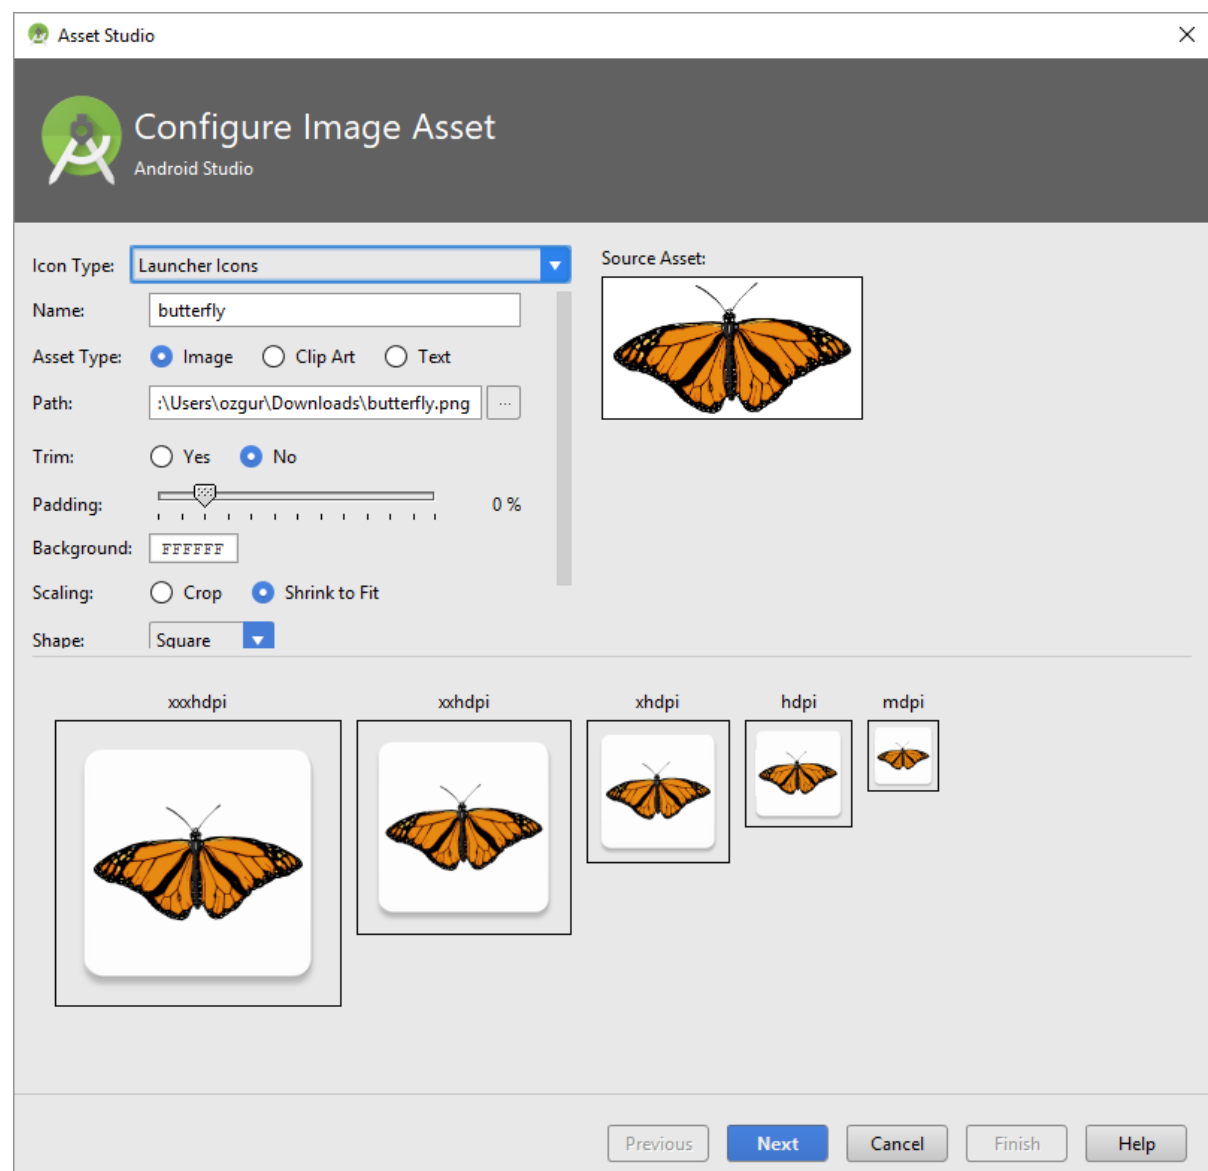 Asset Studio
Configure Image Asset
Android Studio
Icon Type: Launcher Icons
Source Asset:
Name: butterfly
Asset Type: Image Clip Art Text
Path: :\Users\ozgur\Downloads\butterfly.png ...
Trim: Yes No
Padding: 0 %
Background: FFFFFF
Scaling: Crop Shrink to Fit
Shape: Square
xxxhdpi xxhdpi xhdpi hdpi mdpi
Previous Next Cancel Finish Help